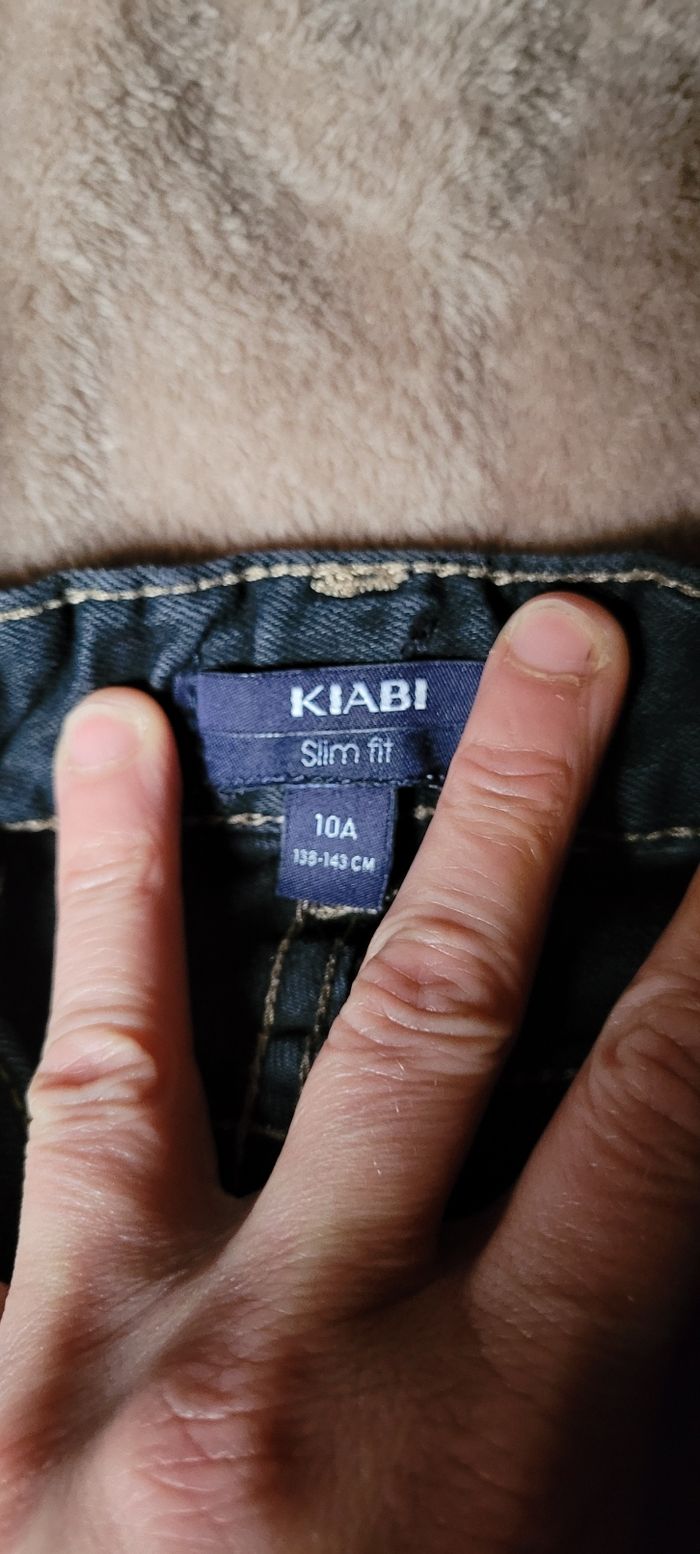 KIABI
Slim fit
10A
138-143 CM